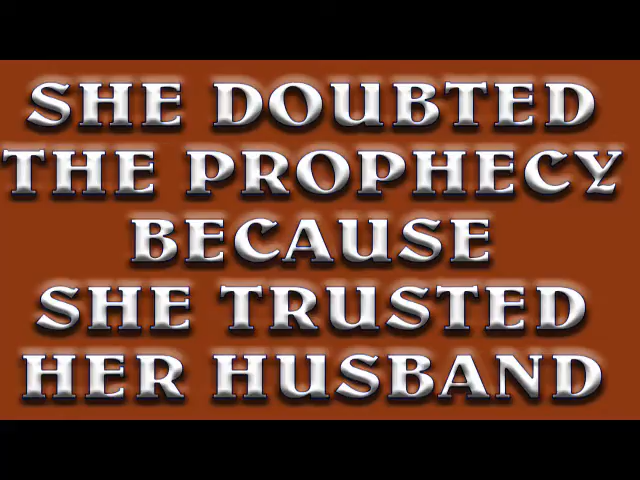 SHE DOUBTED
THE PROPHECY
BECAUSE
SHE TRUSTED
HER HUSBAND